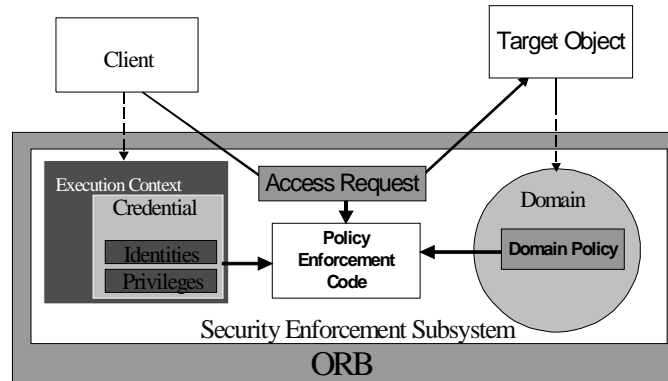 Client
Target Object
Execution Context
Credential
Identities
Privileges
Access Request
Policy
Enforcement
Code
Domain
Domain Policy
Security Enforcement Subsystem
ORB